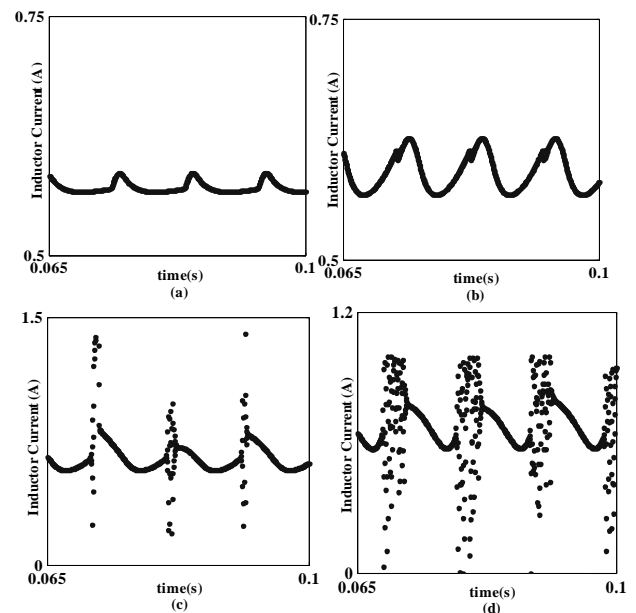 0.75
Inductor Current (A)
0.5
0.065
0.1
time(s)
(a)
0.75
Inductor Current (A)
0.5
0.065
0.1
time(s)
(b)
1.5
Inductor Current (A)
0
0.065
0.1
time(s)
(c)
1.2
Inductor Current (A)
0
0.065
0.1
time(s)
(d)